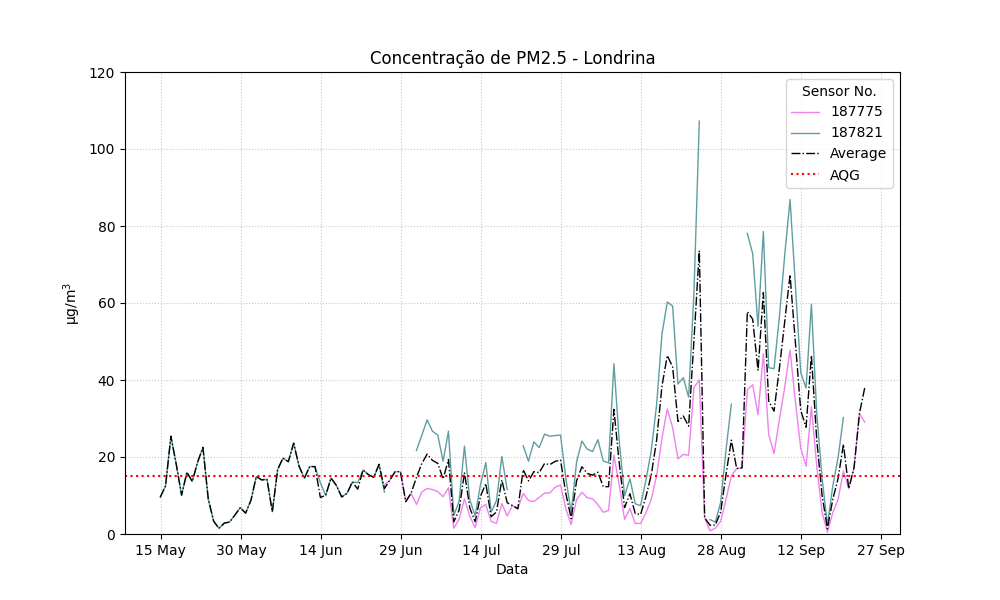 Concentração de PM2.5 - Londrina
120
100
80
60
40
20
0
µg/m³
Sensor No.
187775
187821
Average
AQG
15 May
30 May
14 Jun
29 Jun
14 Jul
29 Jul
13 Aug
28 Aug
12 Sep
27 Sep
Data